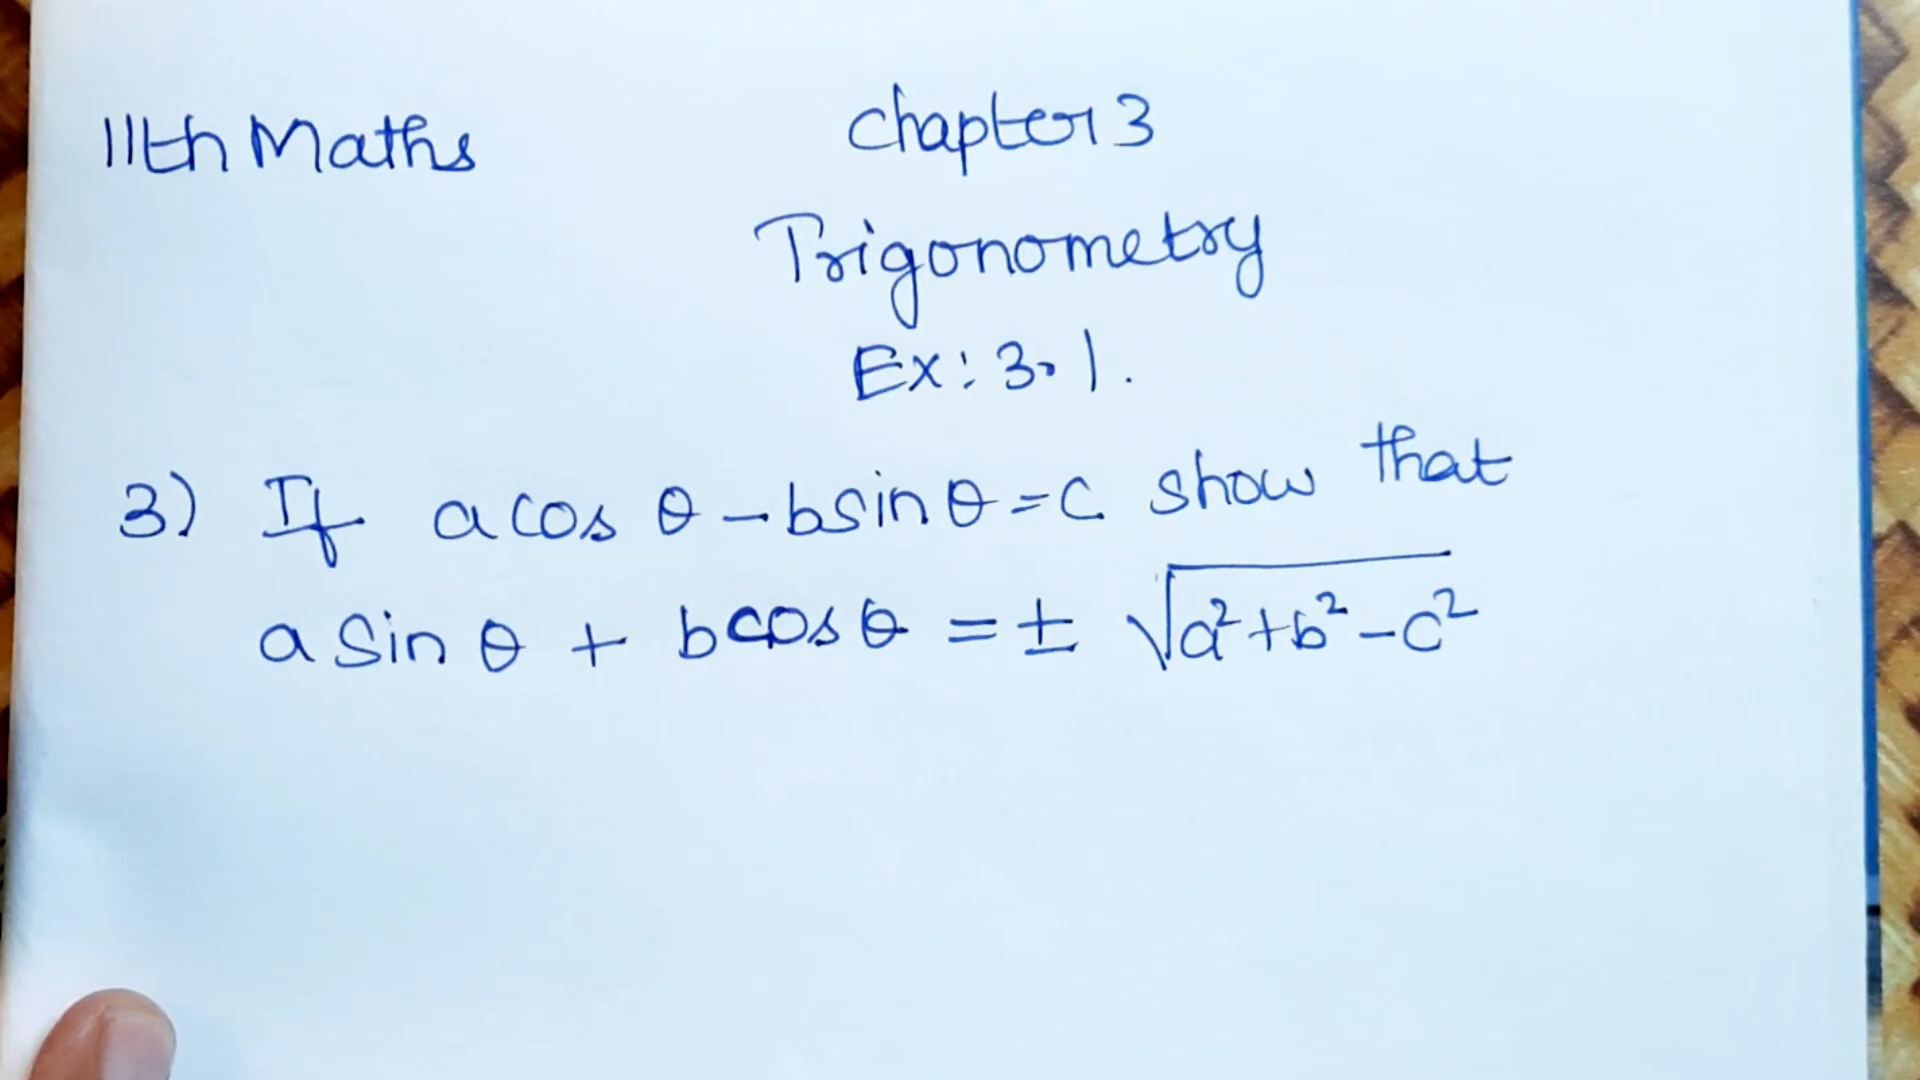 11th Maths
Chapter 3
Trigonometry
Ex: 3.1.
3) If a cos θ - b sin θ = c show that
a sin θ + b cos θ = ± √a²+b²-c²